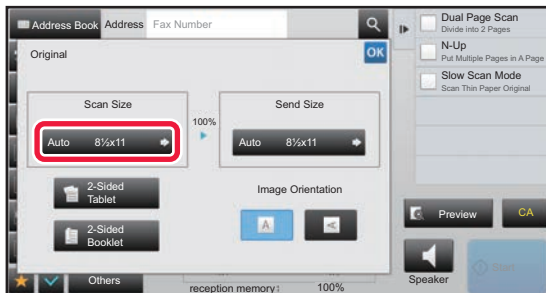 Address Book Address Fax Number
Original
OK
Scan Size
100%
Send Size
Auto 8½x11
Auto 8½x11
2-Sided
Tablet
2-Sided
Booklet
Image Orientation
A
A
Others
reception memory: 100%
Dual Page Scan
Divide into 2 Pages
N-Up
Put Multiple Pages in A Page
Slow Scan Mode
Scan Thin Paper Original
Preview
CA
Speaker
Start